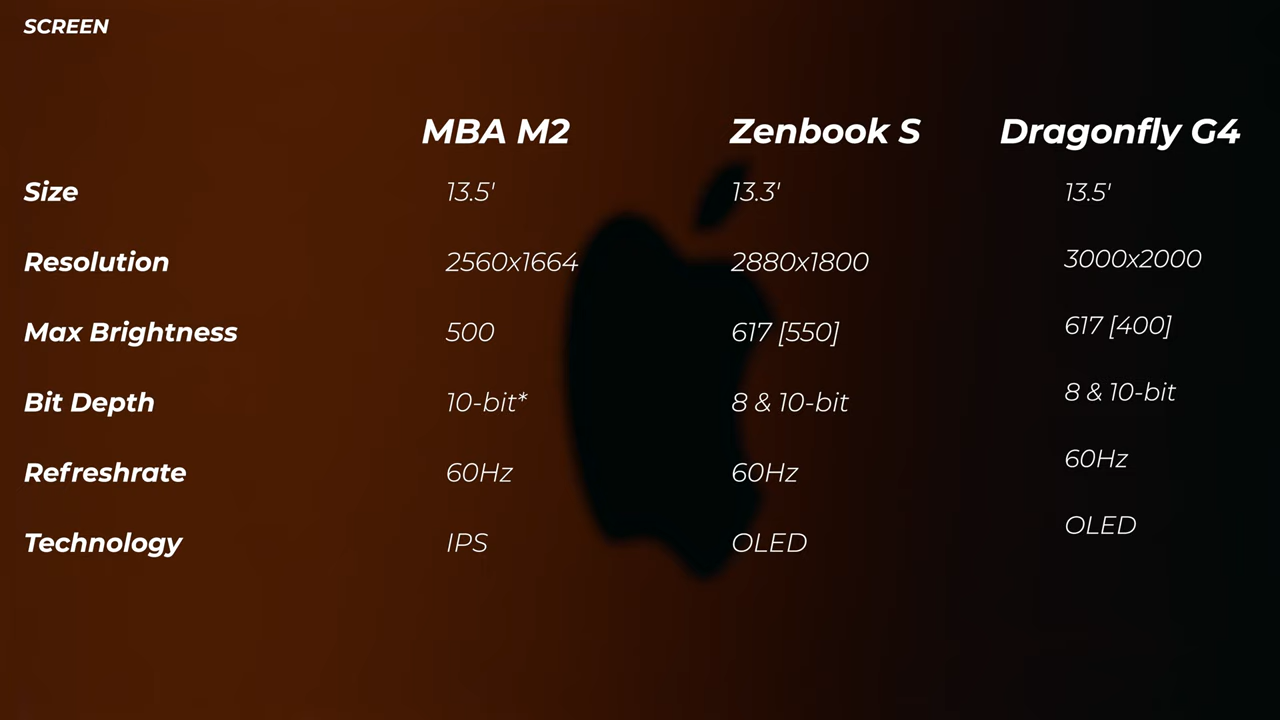 SCREEN
MBA M2 Zenbook S Dragonfly G4
Size 13.5' 13.3' 13.5'
Resolution 2560x1664 2880x1800 3000x2000
Max Brightness 500 617 [550] 617 [400]
Bit Depth 10-bit* 8 & 10-bit 8 & 10-bit
Refreshrate 60Hz 60Hz 60Hz
Technology IPS OLED OLED